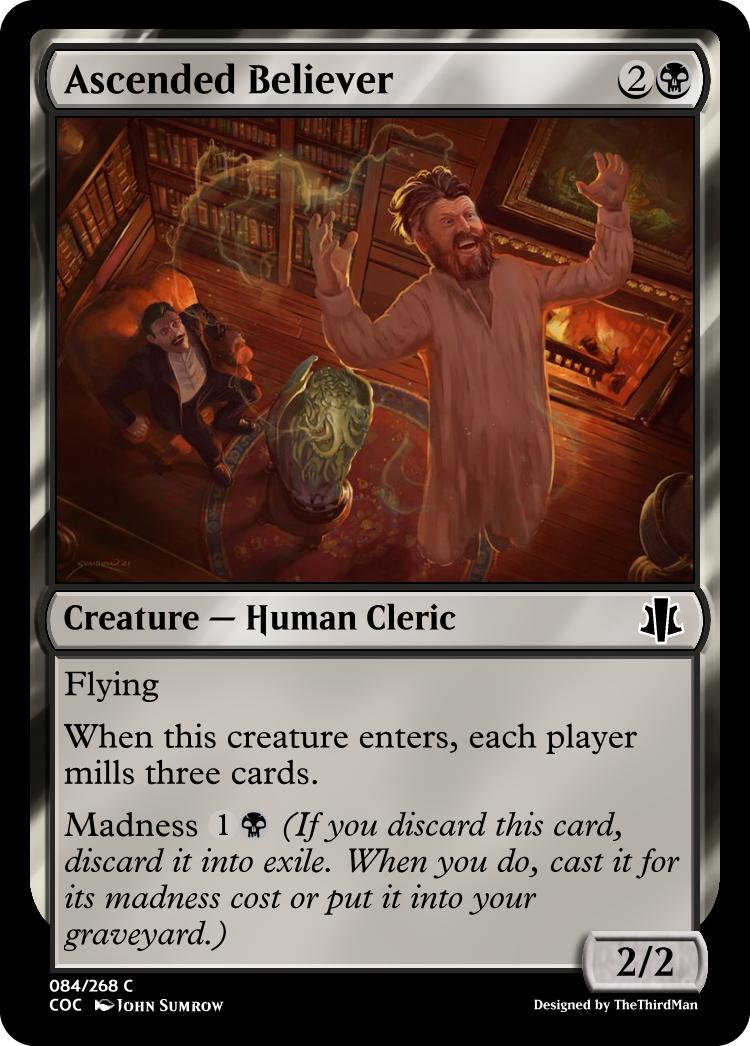 Ascended Believer
2
SUMROW '21
Creature — Human Cleric
Flying
When this creature enters, each player
mills three cards.
Madness 1 (If you discard this card,
discard it into exile. When you do, cast it for
its madness cost or put it into your
graveyard.)
2/2
084/268 C
COC John Sumrow
Designed by TheThirdMan